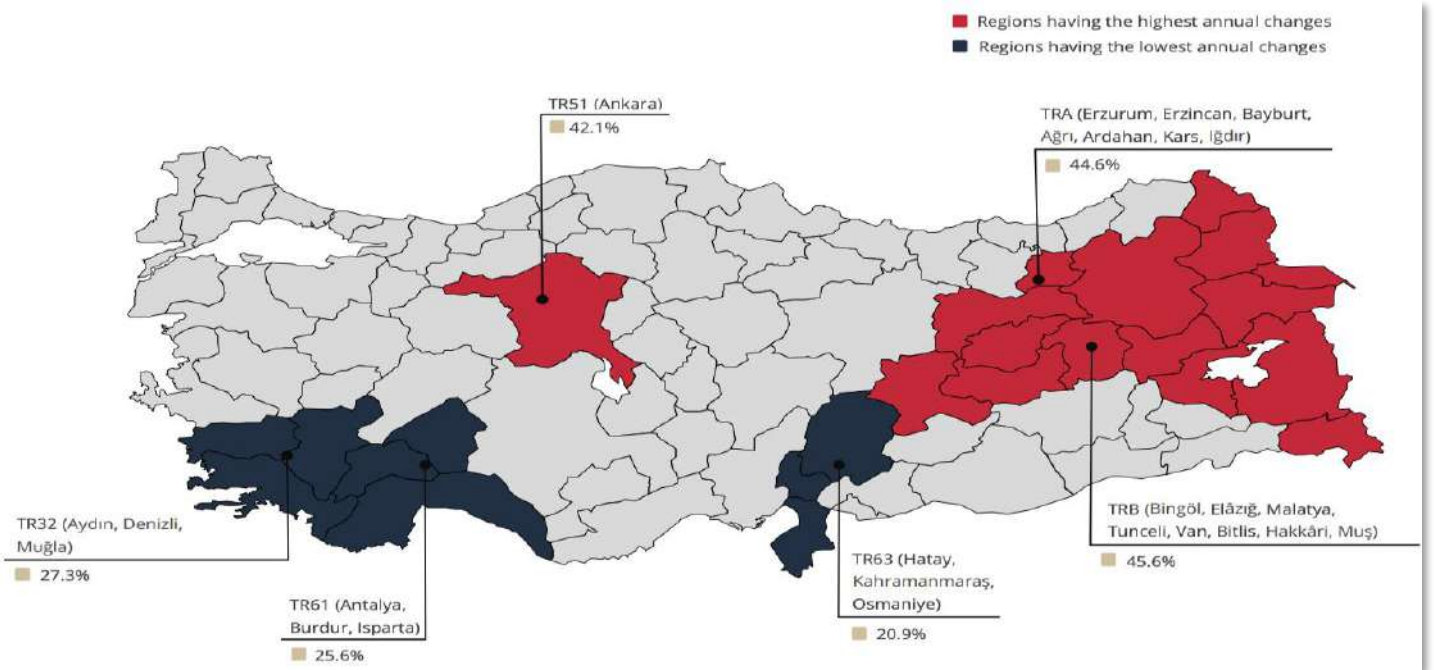 Regions having the highest annual changes
Regions having the lowest annual changes
TR51 (Ankara)
42.1%
TRA (Erzurum, Erzincan, Bayburt,
Ağrı, Ardahan, Kars, Iğdır)
44.6%
TR32 (Aydın, Denizli,
Muğla)
27.3%
TR61 (Antalya,
Burdur, Isparta)
25.6%
TR63 (Hatay,
Kahramanmaraş,
Osmaniye)
20.9%
TRB (Bingöl, Elâzığ, Malatya,
Tunceli, Van, Bitlis, Hakkâri, Muş)
45.6%